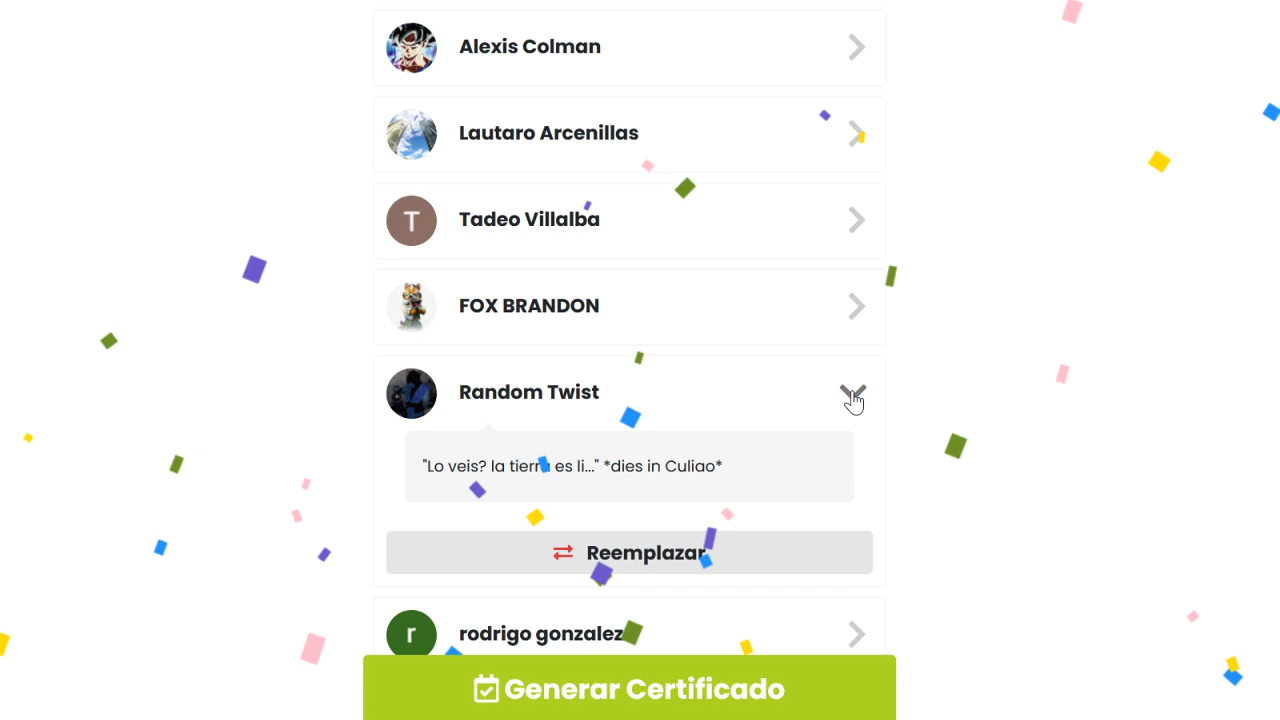 Alexis Colman
Lautaro Arcenillas
T
Tadeo Villalba
FOX BRANDON
Random Twist
"Lo veis? la tierra es li..." *dies in Culiao*
Reemplazar
r
rodrigo gonzalez
Generar Certificado